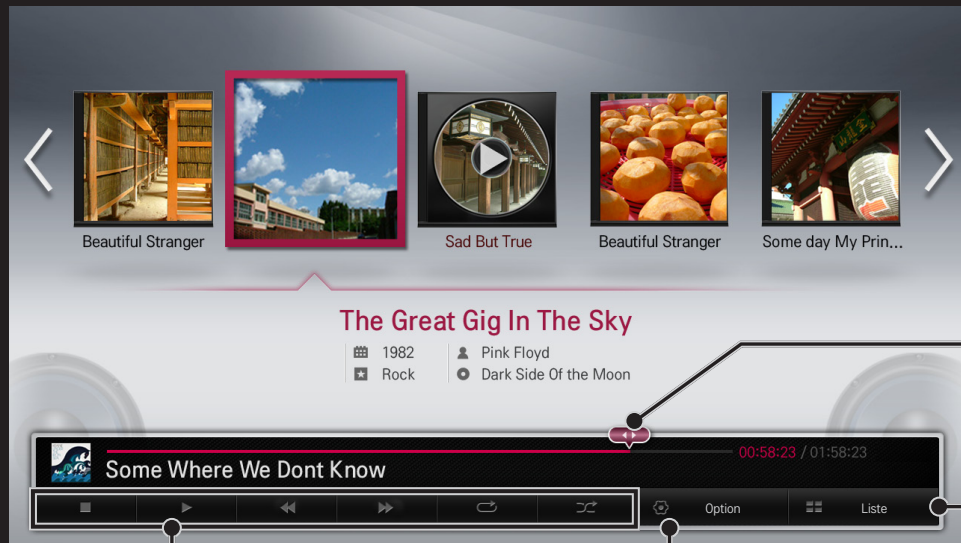 Beautiful Stranger
Sad But True
Beautiful Stranger
Some day My Prin...
The Great Gig In The Sky
1982
Pink Floyd
Rock
Dark Side Of the Moon
00:58:23 / 01:58:23
Some Where We Dont Know
Option
Liste